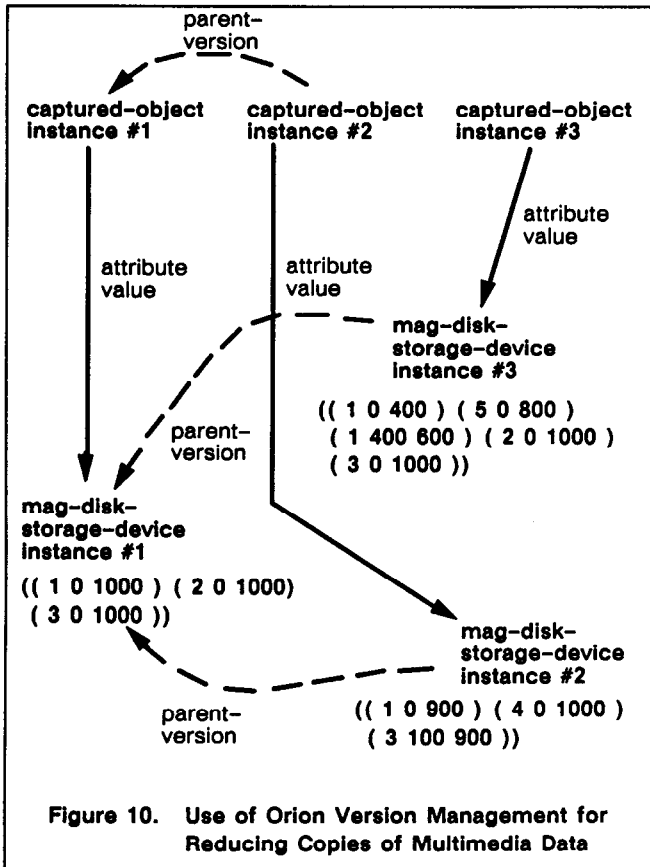 parent-
version
captured-object
instance #1
captured-object
instance #2
captured-object
instance #3
attribute
value
attribute
value
attribute
value
mag-disk-
storage-device
instance #3
(( 1 0 400 ) ( 5 0 800 )
( 1 400 600 ) ( 2 0 1000 )
( 3 0 1000 ))
parent-
version
mag-disk-
storage-device
instance #1
(( 1 0 1000 ) ( 2 0 1000)
( 3 0 1000 ))
mag-disk-
storage-device
instance #2
(( 1 0 900 ) ( 4 0 1000 )
( 3 100 900 ))
parent-
version
Figure 10. Use of Orion Version Management for
Reducing Copies of Multimedia Data